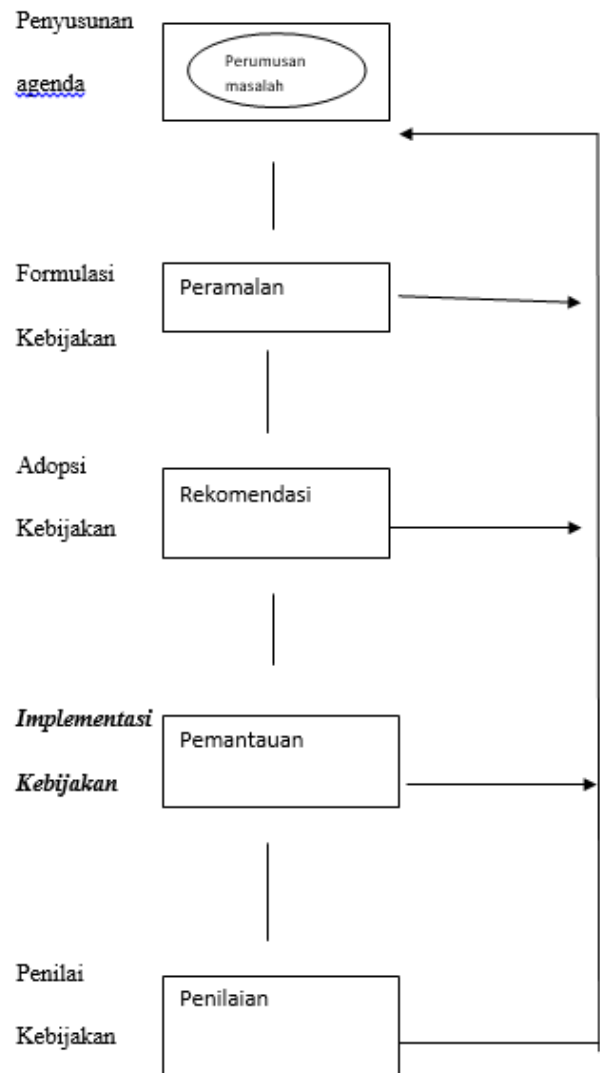 Penyusunan
agenda
Perumusan
masalah
Formulasi
Kebijakan
Peramalan
Adopsi
Kebijakan
Rekomendasi
Implementasi
Kebijakan
Pemantauan
Penilai
Kebijakan
Penilaian